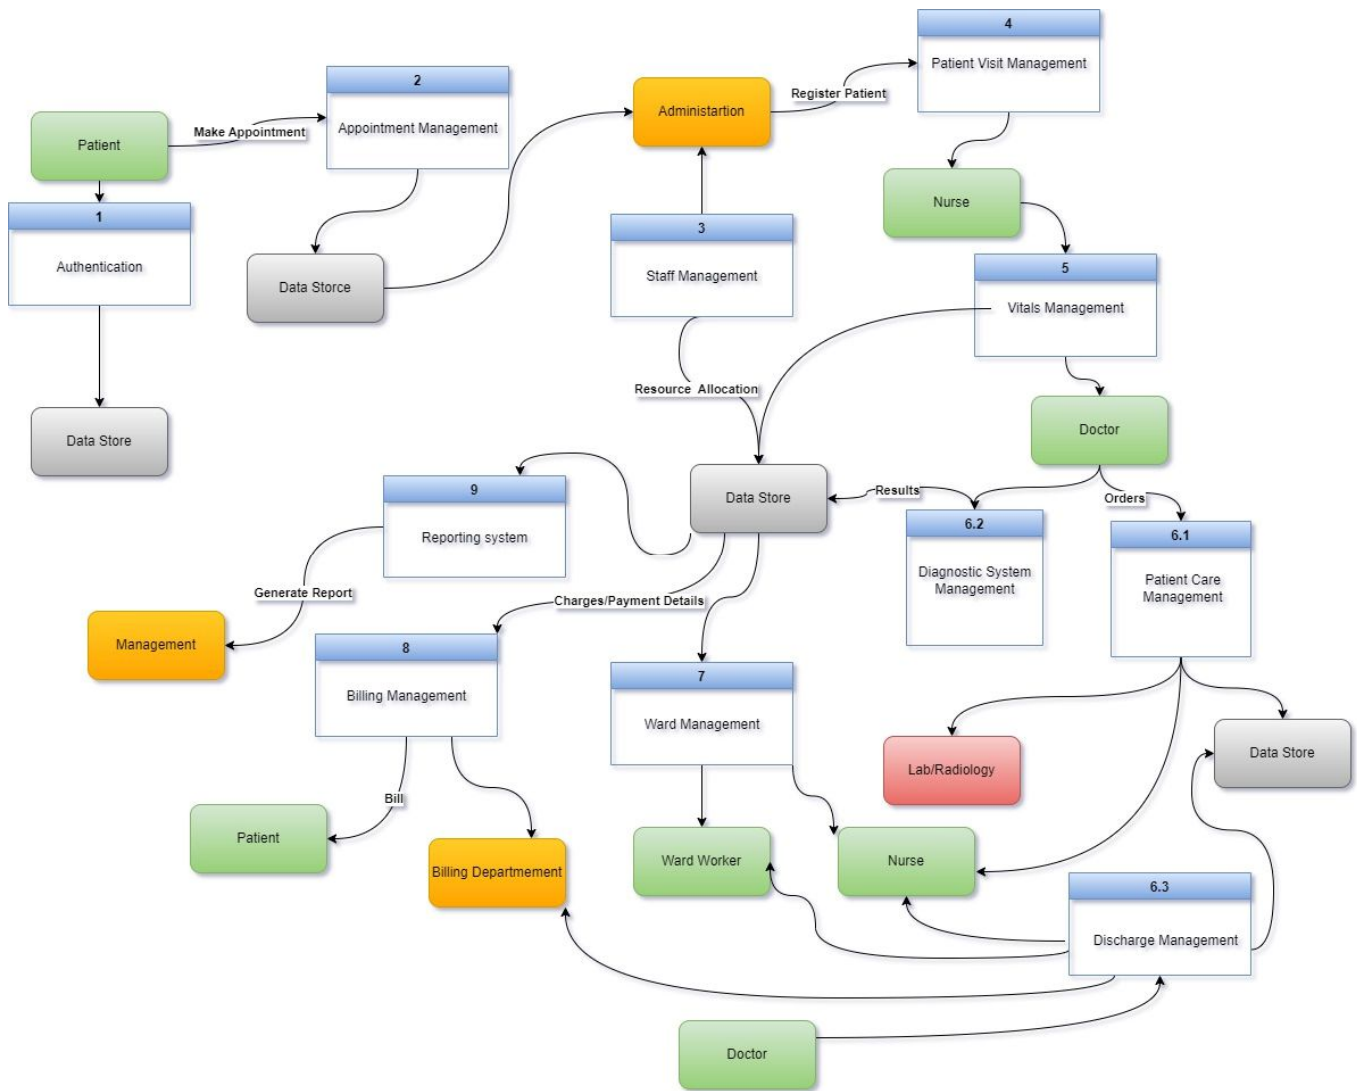 4
Patient Visit Management
2
Appointment Management
Administartion
Register Patient
Make Appointment
Patient
Nurse
1
Authentication
3
Staff Management
5
Vitals Management
Data Storce
Resource Allocation
Doctor
Data Store
9
Reporting system
Data Store
Results
Orders
6.2
Diagnostic System
Management
6.1
Patient Care
Management
Generate Report
Charges/Payment Details
Management
8
Billing Management
7
Ward Management
Lab/Radiology
Data Store
Bill
Patient
Billing Departmement
Ward Worker
Nurse
6.3
Discharge Management
Doctor